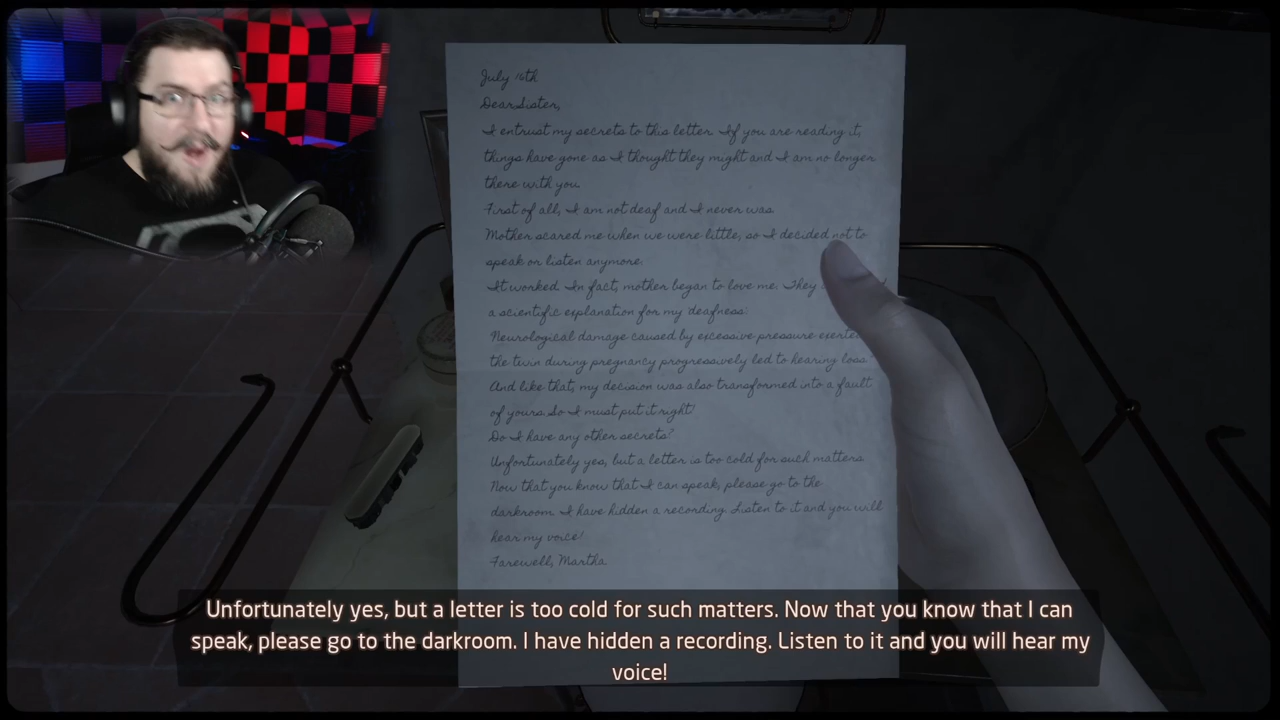 July 16th
Dear Sister,
I entrust my secrets to this letter. If you are reading it,
things have gone as I thought they might and I am no longer
there with you.
First of all, I am not deaf and I never was.
Mother scared me when we were little, so I decided not to
speak or listen anymore.
It worked. In fact, mother began to love me. They
a scientific explanation for my 'deafness':
Neurological damage caused by excessive pressure exerted
the twin during pregnancy progressively led to hearing loss."
And like that, my decision was also transformed into a fault
of yours. So I must put it right!
Do I have any other secrets?
Unfortunately yes, but a letter is too cold for such matters.
Now that you know that I can speak, please go to the
darkroom. I have hidden a recording. Listen to it and you will
hear my voice!
Farewell, Martha
Unfortunately yes, but a letter is too cold for such matters. Now that you know that I can
speak, please go to the darkroom. I have hidden a recording. Listen to it and you will hear my
voice!